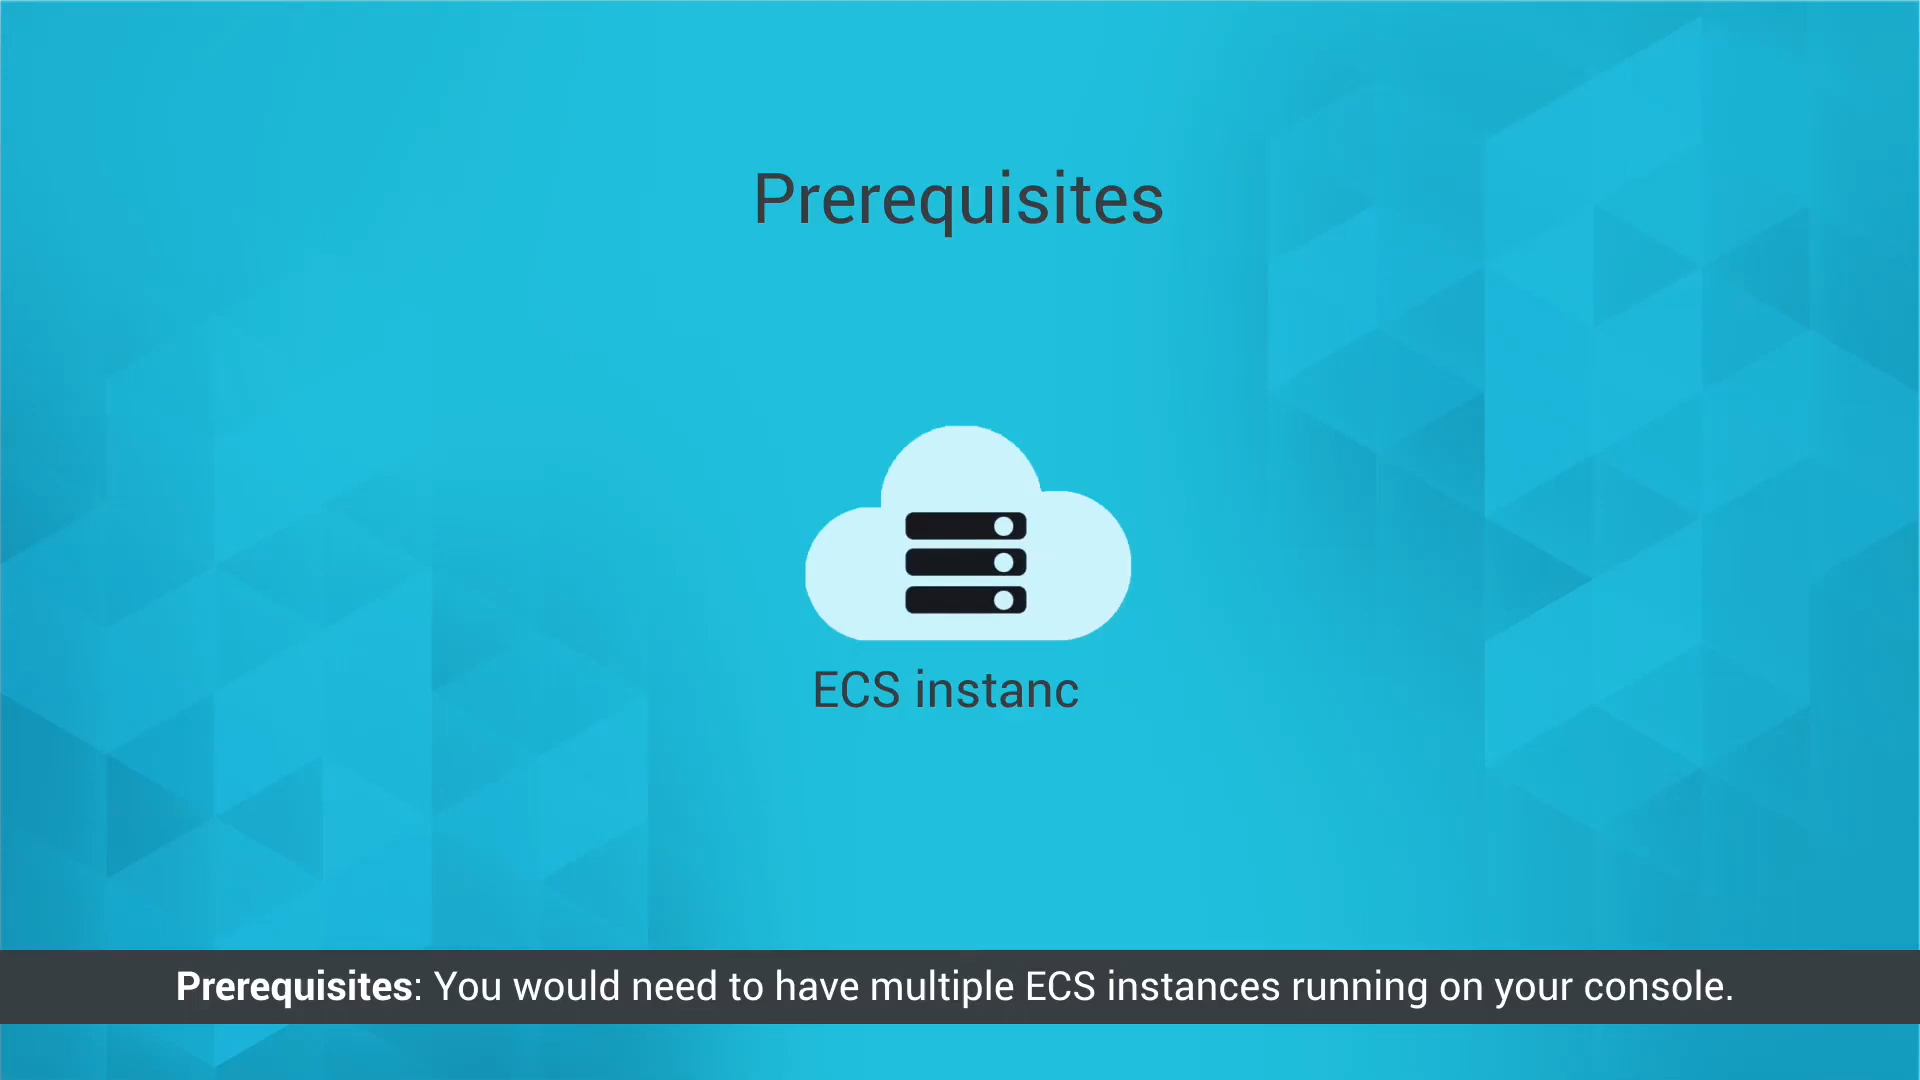 Prerequisites
ECS instanc
Prerequisites: You would need to have multiple ECS instances running on your console.